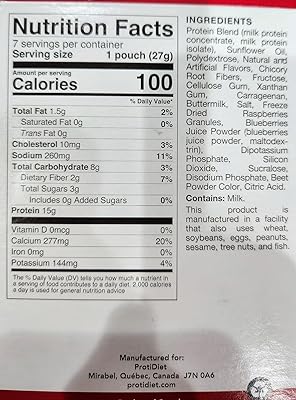 Nutrition Facts
7 servings per container
Serving size 1 pouch (27g)
Amount per serving
Calories 100
% Daily Value*
Total Fat 1.5g 2%
Saturated Fat 0g 0%
Trans Fat 0g
Cholesterol 10mg 3%
Sodium 260mg 11%
Total Carbohydrate 8g 3%
Dietary Fiber 2g 7%
Total Sugars 3g
Includes 0g Added Sugars 0%
Protein 15g
Vitamin D 0mcg 0%
Calcium 277mg 20%
Iron 0mg 0%
Potassium 144mg 4%
*The % Daily Value (DV) tells you how much a nutrient in
a serving of food contributes to a daily diet. 2,000 calories
a day is used for general nutrition advice
INGREDIENTS
Protein Blend (milk protein
concentrate, milk protein
isolate), Sunflower Oil,
Polydextrose, Natural and
Artificial Flavors, Chicory
Root Fibers, Fructose,
Cellulose Gum, Xanthan
Gum, Carrageenan,
Buttermilk, Salt, Freeze
Dried Raspberries
Granules, Blueberries
Juice Powder (blueberries
juice powder, maltodex-
trin), Dipotassium
Phosphate, Silicon
Dioxide, Sucralose,
Disodium Phosphate, Beet
Powder Color, Citric Acid.
Contains: Milk.
This product is
manufactured in a facility
that also uses wheat,
soybeans, eggs, peanuts,
sesame, tree nuts, and fish.
Manufactured for:
ProtiDiet
Mirabel, Québec, Canada J7N 0A6
protidiet.com